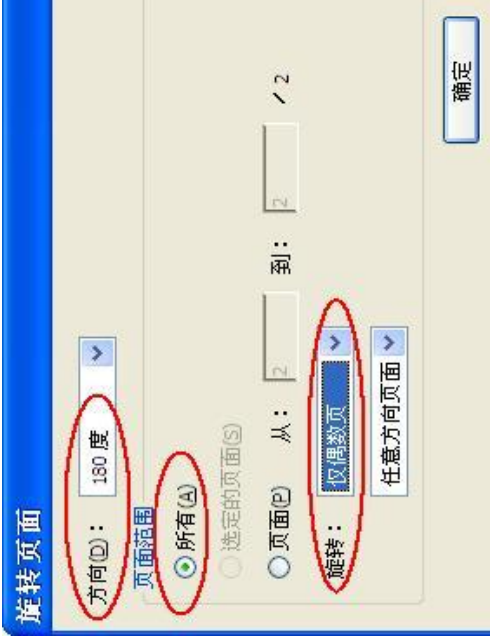 旋转页面
方向(D)： 180 度
页面范围
所有(A)
选定的页面(S)
页面(P) 从： 2 到： 2 / 2
旋转： 仅偶数页
任意方向页面
确定